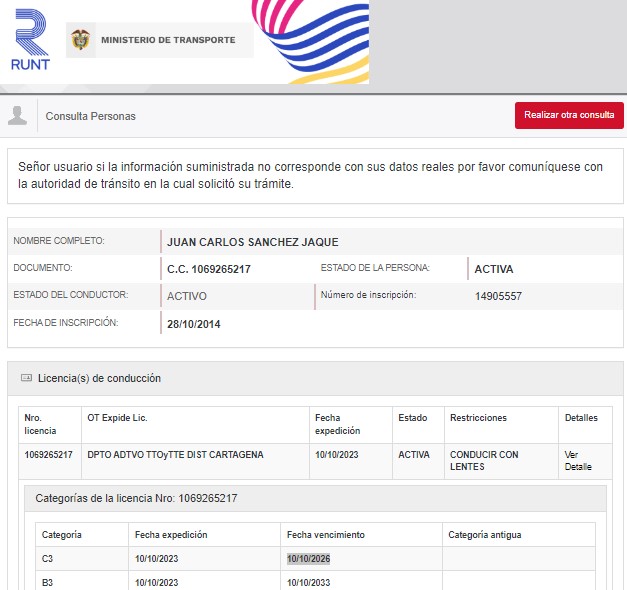 RUNT
MINISTERIO DE TRANSPORTE
Consulta Personas
Realizar otra consulta
Señor usuario si la información suministrada no corresponde con sus datos reales por favor comuníquese con
la autoridad de tránsito en la cual solicitó su trámite.
NOMBRE COMPLETO: JUAN CARLOS SANCHEZ JAQUE
DOCUMENTO: C.C. 1069265217 ESTADO DE LA PERSONA: ACTIVA
ESTADO DEL CONDUCTOR: ACTIVO Número de inscripción: 14905557
FECHA DE INSCRIPCIÓN: 28/10/2014
Licencia(s) de conducción
Nro. licencia OT Expide Lic. Fecha expedición Estado Restricciones Detalles
1069265217 DPTO ADTVO TTOyTTE DIST CARTAGENA 10/10/2023 ACTIVA CONDUCIR CON LENTES Ver Detalle
Categorías de la licencia Nro: 1069265217
Categoría Fecha expedición Fecha vencimiento Categoría antigua
C3 10/10/2023 10/10/2026
B3 10/10/2023 10/10/2033